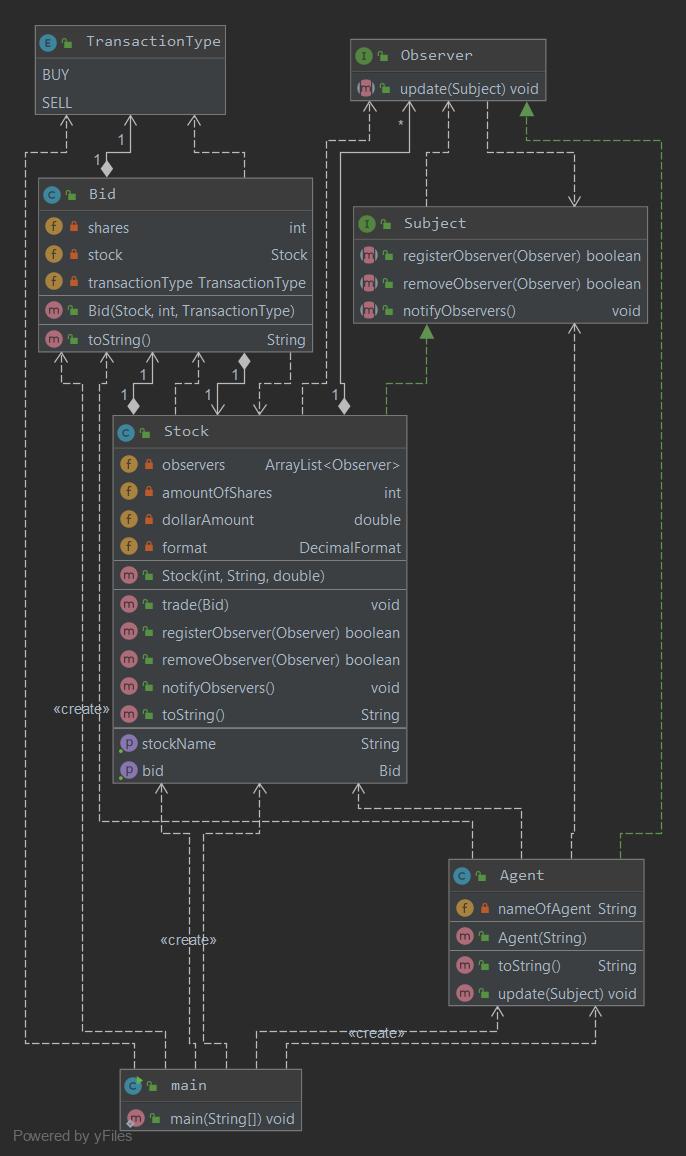 TransactionType
BUY
SELL
Observer
update(Subject) void
1
1
*
Bid
shares int
stock Stock
transactionType TransactionType
Bid(Stock, int, TransactionType)
toString() String
Subject
registerObserver(Observer) boolean
removeObserver(Observer) boolean
notifyObservers() void
1
1
1
Stock
observers ArrayList<Observer>
amountOfShares int
dollarAmount double
format DecimalFormat
Stock(int, String, double)
trade(Bid) void
registerObserver(Observer) boolean
removeObserver(Observer) boolean
notifyObservers() void
toString() String
stockName String
bid Bid
«create»
Agent
nameOfAgent String
Agent(String)
toString() String
update(Subject) void
«create»
«create»
main
main(String[]) void
Powered by yFiles